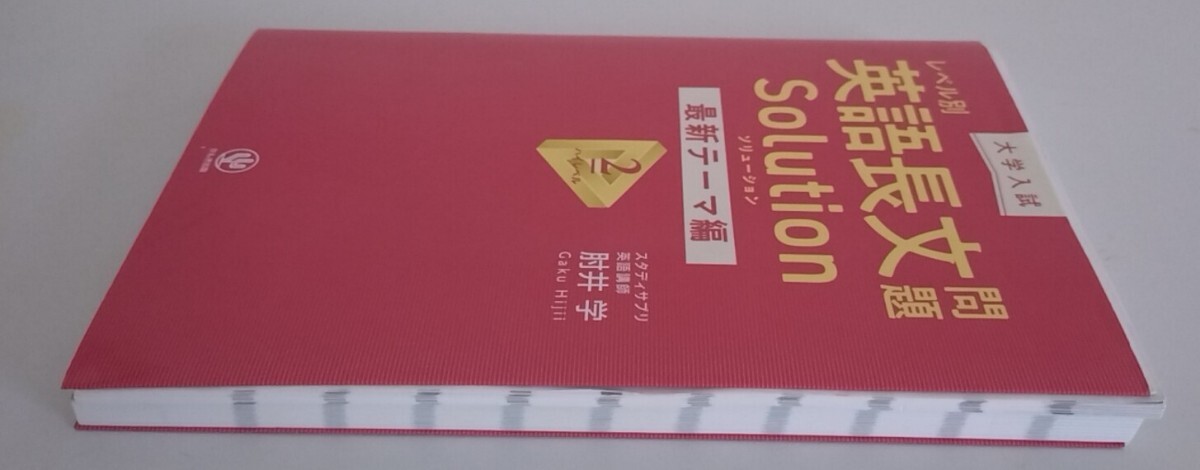 大学入試
レベル別
英語長文
問題
Solution
ソリューション
最新テーマ編
2
ハイレベル
スタディサプリ
英語講師
肘井 学
Gaku Hijii